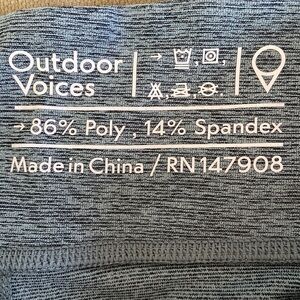 Outdoor
Voices
→ 86% Poly , 14% Spandex
Made in China / RN147908